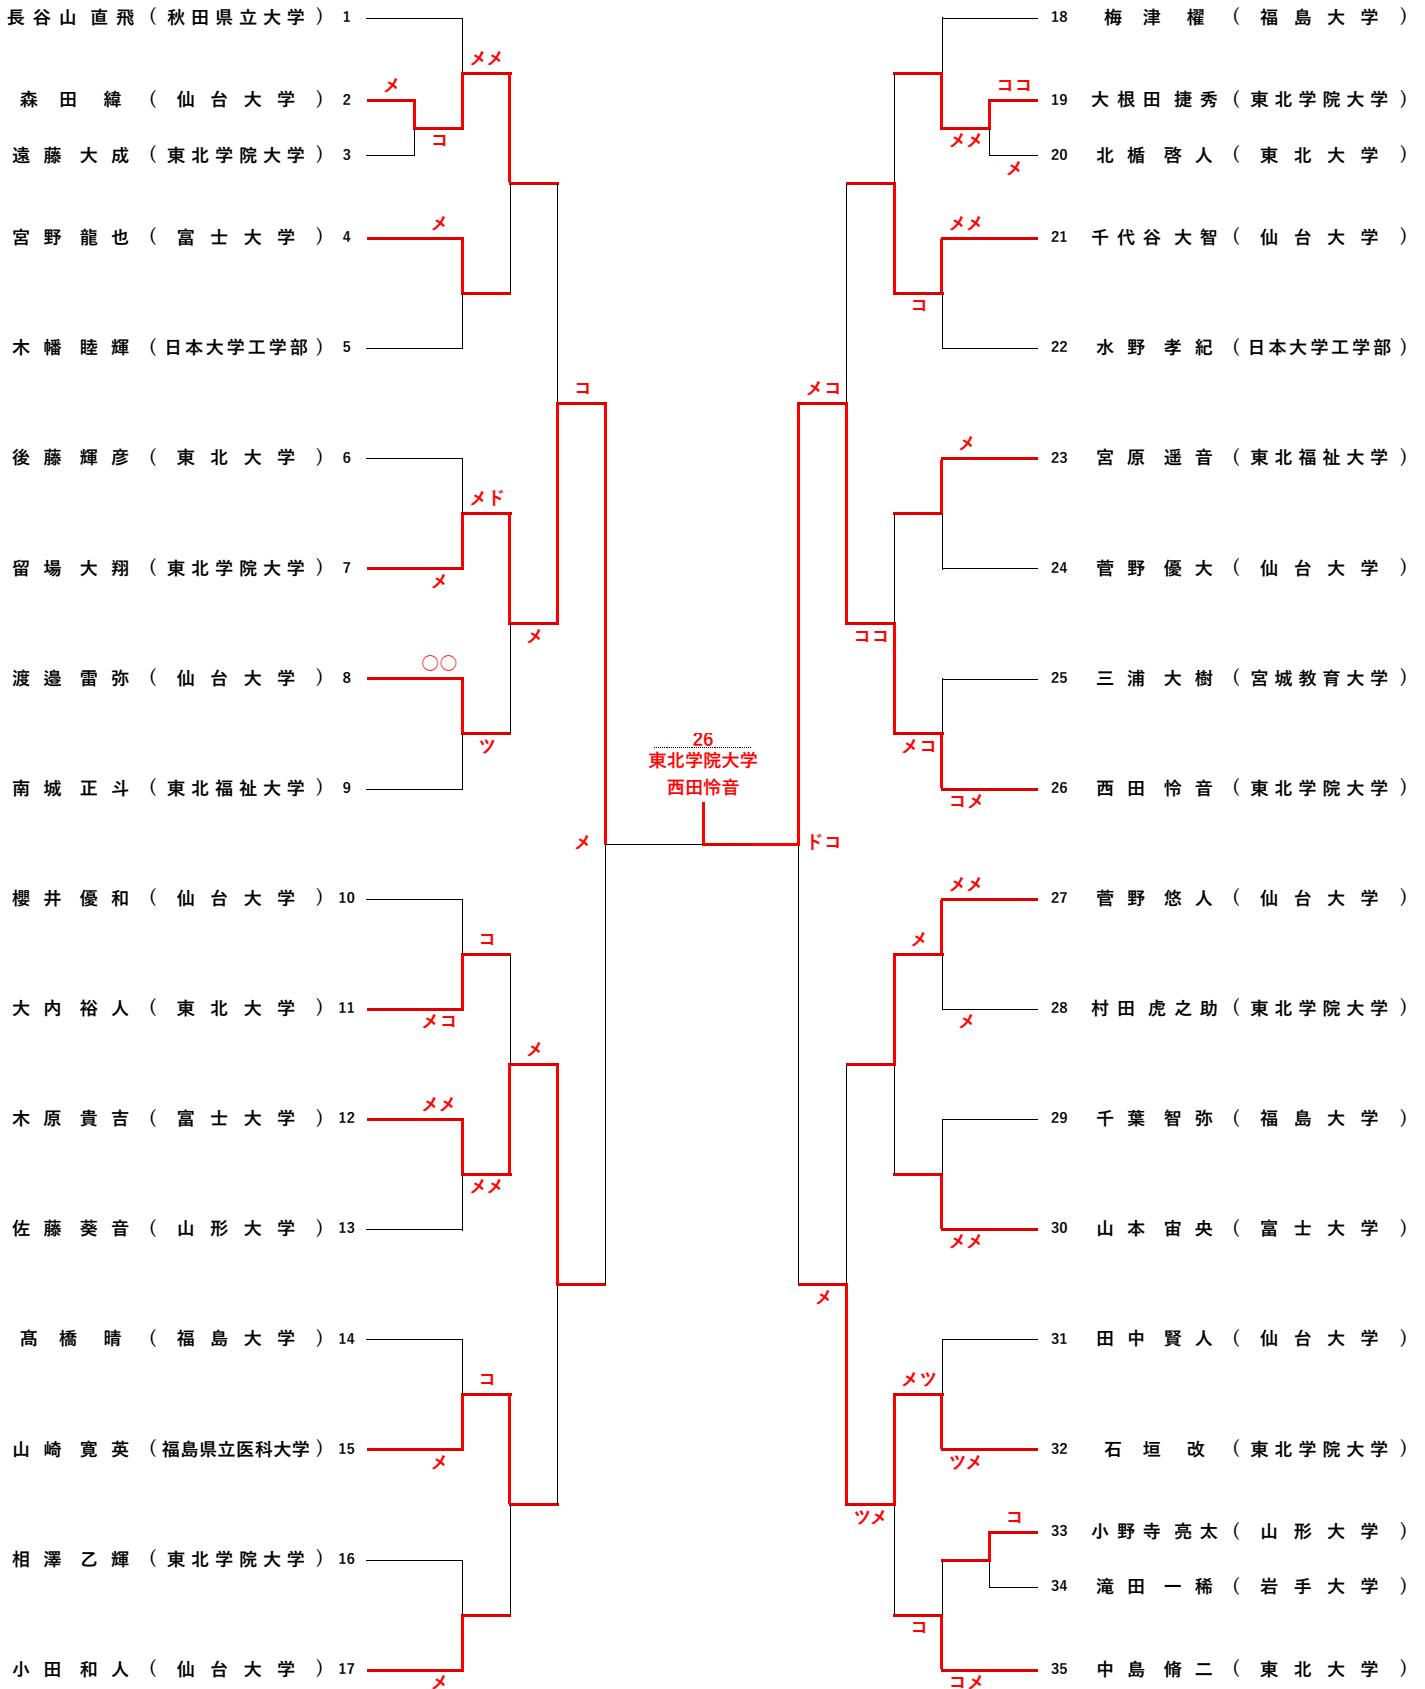 長谷山直飛 (秋田県立大学) 1
メメ
メ
森田緯 (仙台大学) 2
コ
遠藤大成 (東北学院大学) 3
メ
宮野龍也 (富士大学) 4
木幡睦輝 (日本大学工学部) 5
コ
後藤輝彦 (東北大学) 6
メド
留場大翔 (東北学院大学) 7
メ
メ
〇〇
渡邉雷弥 (仙台大学) 8
ツ
南城正斗 (東北福祉大学) 9
メ
櫻井優和 (仙台大学) 10
コ
大内裕人 (東北大学) 11
メコ
メ
メメ
木原貴吉 (富士大学) 12
メメ
佐藤葵音 (山形大学) 13
髙橋晴 (福島大学) 14
コ
山崎寛英 (福島県立医科大学) 15
メ
相澤乙輝 (東北学院大学) 16
小田和人 (仙台大学) 17
メ
26
東北学院大学
西田怜音
18 梅津櫂 (福島大学)
ココ
19 大根田捷秀 (東北学院大学)
メメ
20 北楯啓人 (東北大学)
メ
メメ
21 千代谷大智 (仙台大学)
コ
22 水野孝紀 (日本大学工学部)
メコ
メ
23 宮原遥音 (東北福祉大学)
24 菅野優大 (仙台大学)
ココ
25 三浦大樹 (宮城教育大学)
メコ
26 西田怜音 (東北学院大学)
コメ
ドコ
メメ
27 菅野悠人 (仙台大学)
メ
28 村田虎之助 (東北学院大学)
メ
29 千葉智弥 (福島大学)
30 山本宙央 (富士大学)
メメ
メ
31 田中賢人 (仙台大学)
メツ
32 石垣改 (東北学院大学)
ツメ
ツメ
コ
33 小野寺亮太 (山形大学)
34 滝田一稀 (岩手大学)
コ
35 中島脩二 (東北大学)
コメ